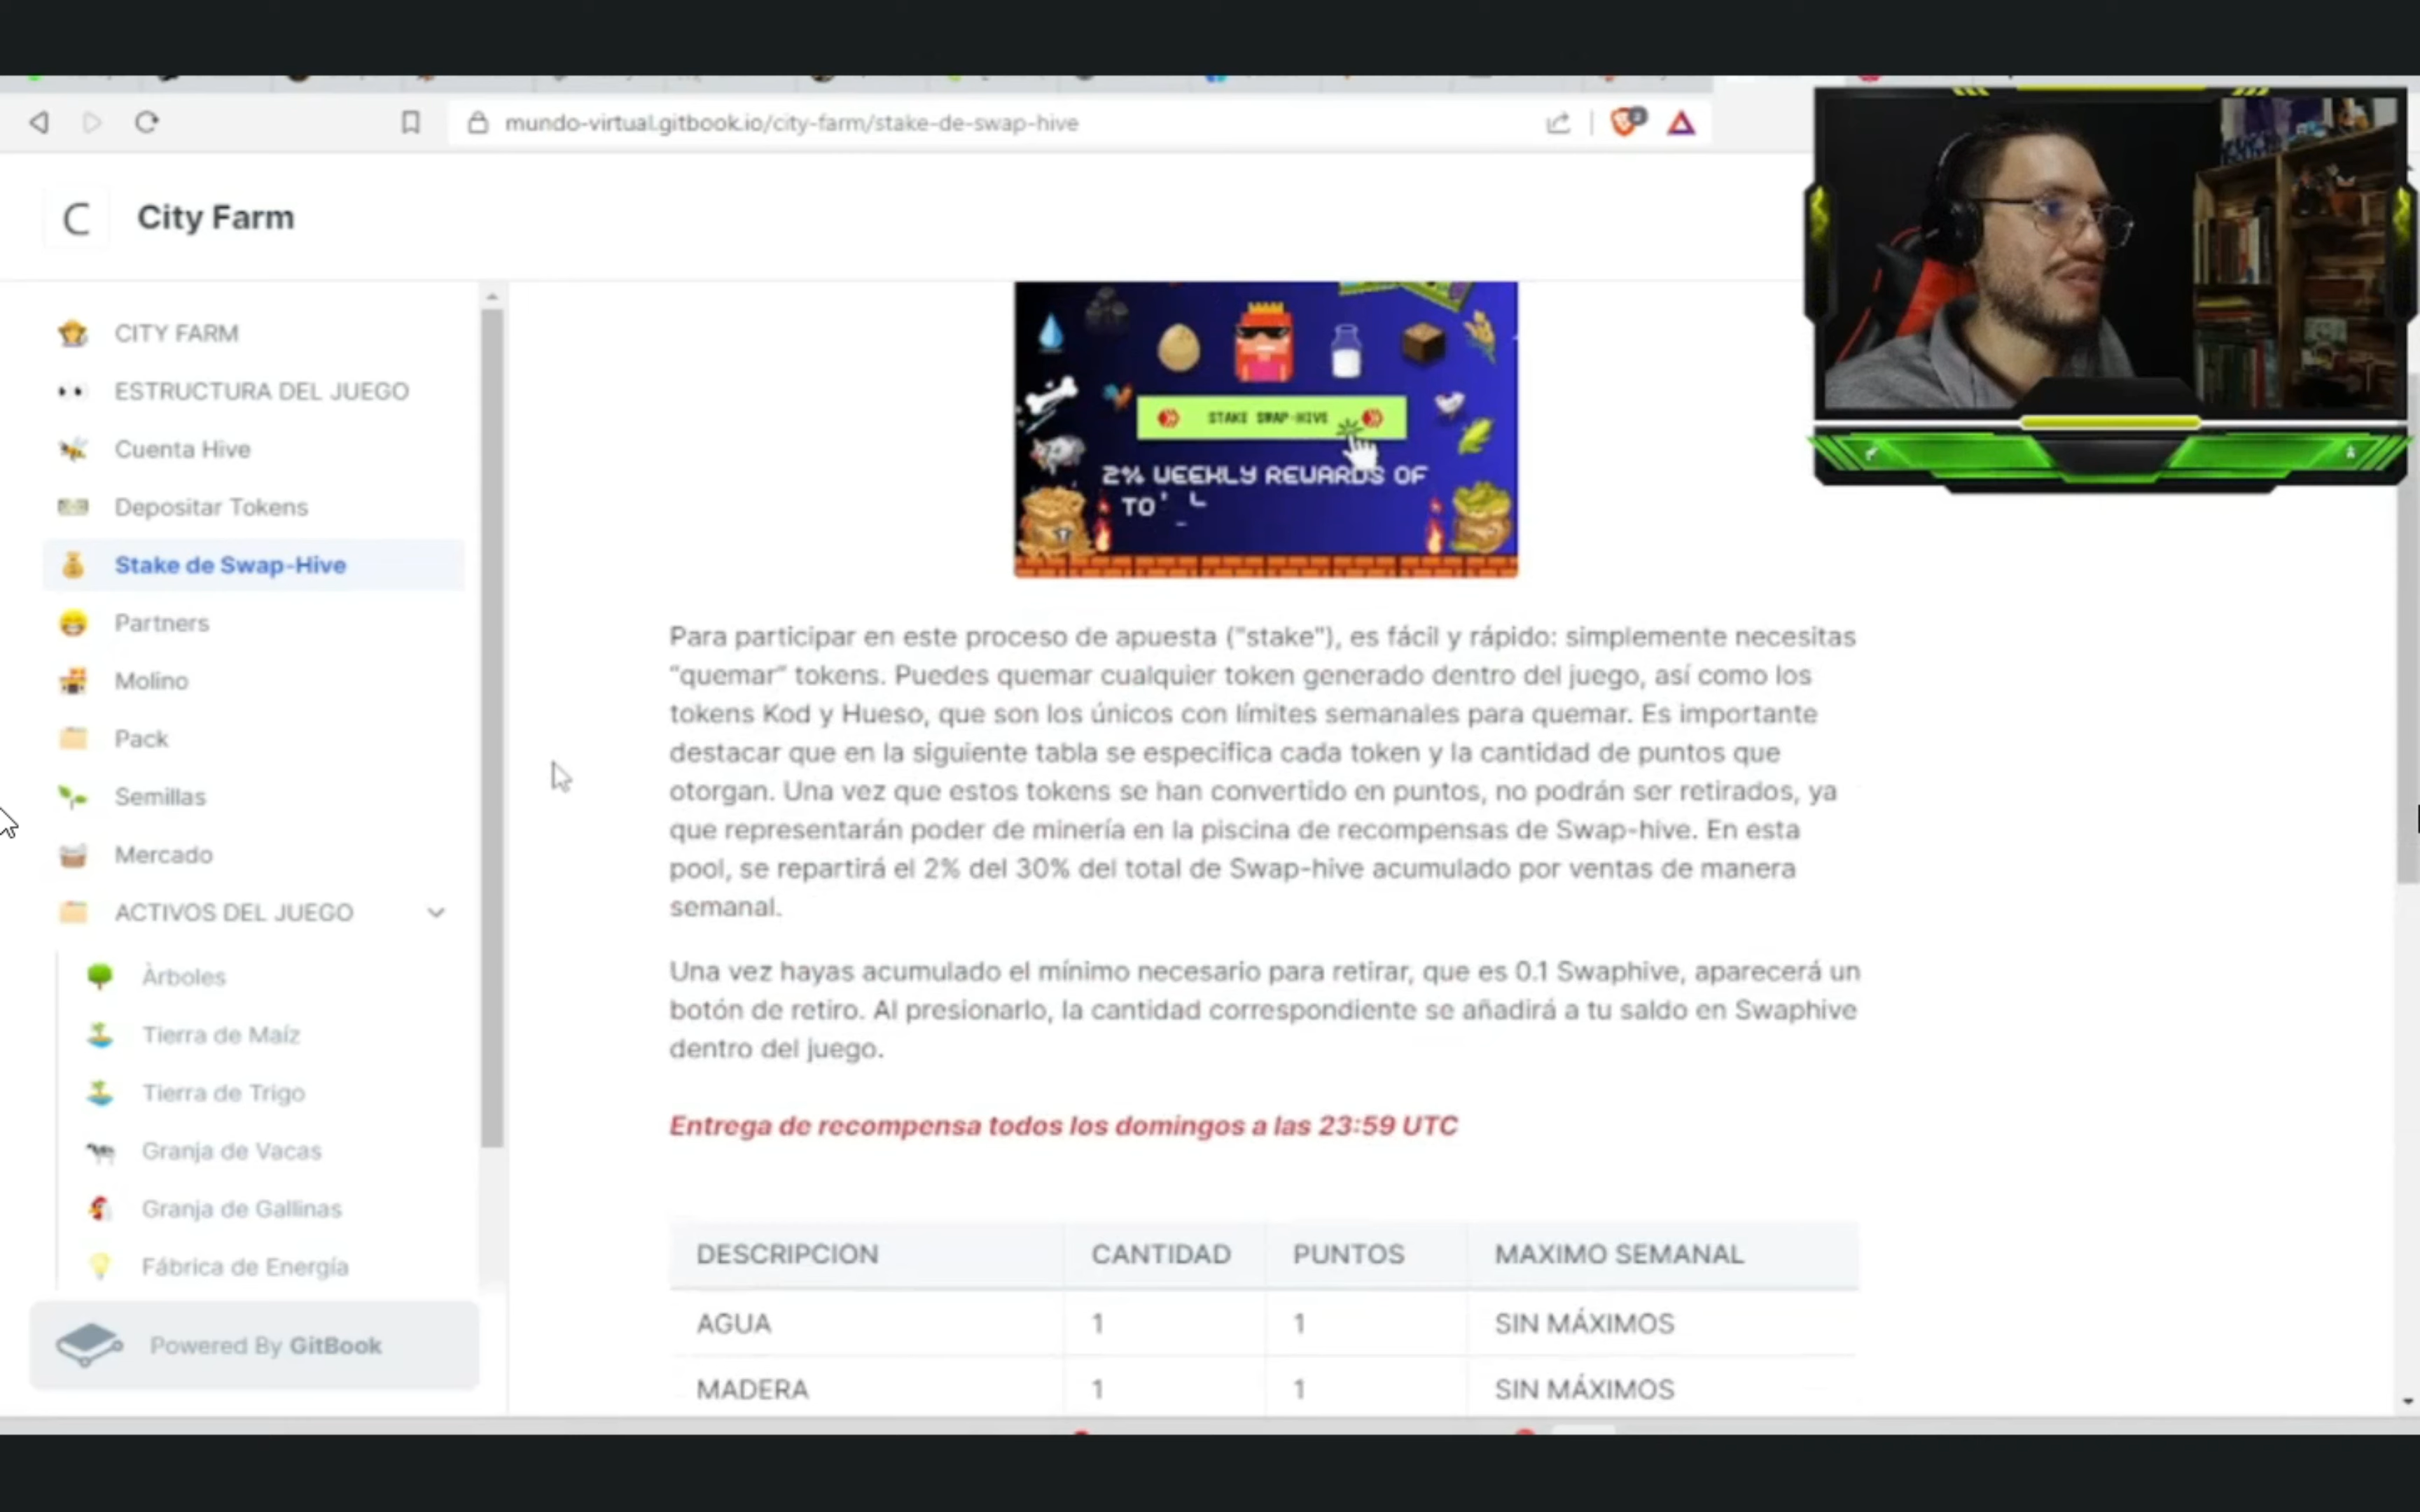 mundo-virtual.gitbook.io/city-farm/stake-de-swap-hive
C
City Farm
CITY FARM
ESTRUCTURA DEL JUEGO
Cuenta Hive
Depositar Tokens
Stake de Swap-Hive
Partners
Molino
Pack
Semillas
Mercado
ACTIVOS DEL JUEGO
Àrboles
Tierra de Maíz
Tierra de Trigo
Granja de Vacas
Granja de Gallinas
Fábrica de Energía
Powered By GitBook
STAKE SWAP-HIVE
2% WEEKLY REWARDS OF
Para participar en este proceso de apuesta ("stake"), es fácil y rápido: simplemente necesitas
“quemar” tokens. Puedes quemar cualquier token generado dentro del juego, así como los
tokens Kod y Hueso, que son los únicos con límites semanales para quemar. Es importante
destacar que en la siguiente tabla se especifica cada token y la cantidad de puntos que
otorgan. Una vez que estos tokens se han convertido en puntos, no podrán ser retirados, ya
que representarán poder de minería en la piscina de recompensas de Swap-hive. En esta
pool, se repartirá el 2% del 30% del total de Swap-hive acumulado por ventas de manera
semanal.
Una vez hayas acumulado el mínimo necesario para retirar, que es 0.1 Swaphive, aparecerá un
botón de retiro. Al presionarlo, la cantidad correspondiente se añadirá a tu saldo en Swaphive
dentro del juego.
Entrega de recompensa todos los domingos a las 23:59 UTC
DESCRIPCION CANTIDAD PUNTOS MAXIMO SEMANAL
AGUA 1 1 SIN MÁXIMOS
MADERA 1 1 SIN MÁXIMOS